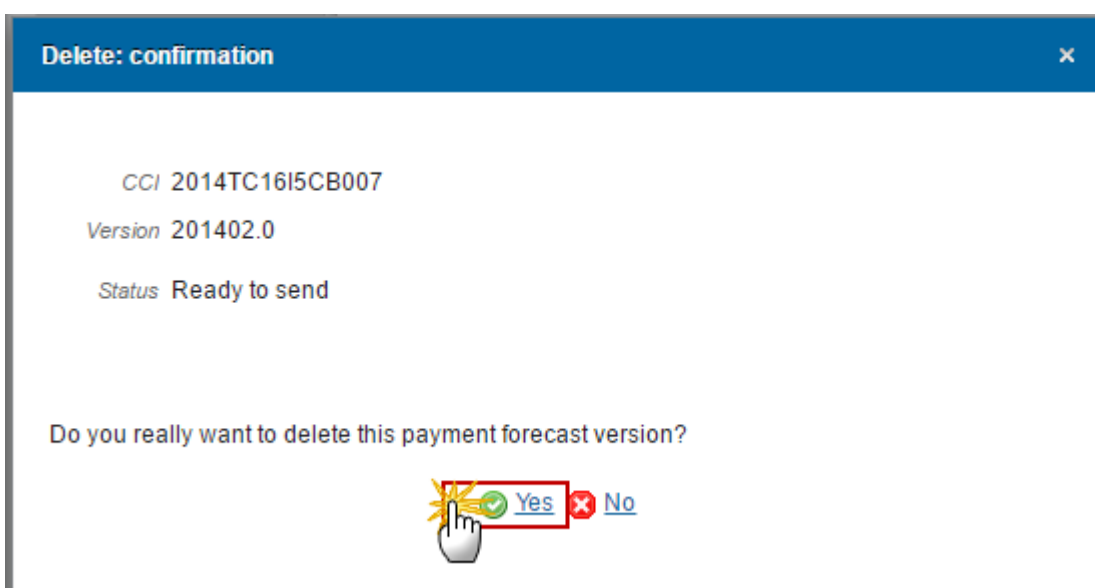 Delete: confirmation
CCI 2014TC16I5CB007
Version 201402.0
Status Ready to send
Do you really want to delete this payment forecast version?
Yes No